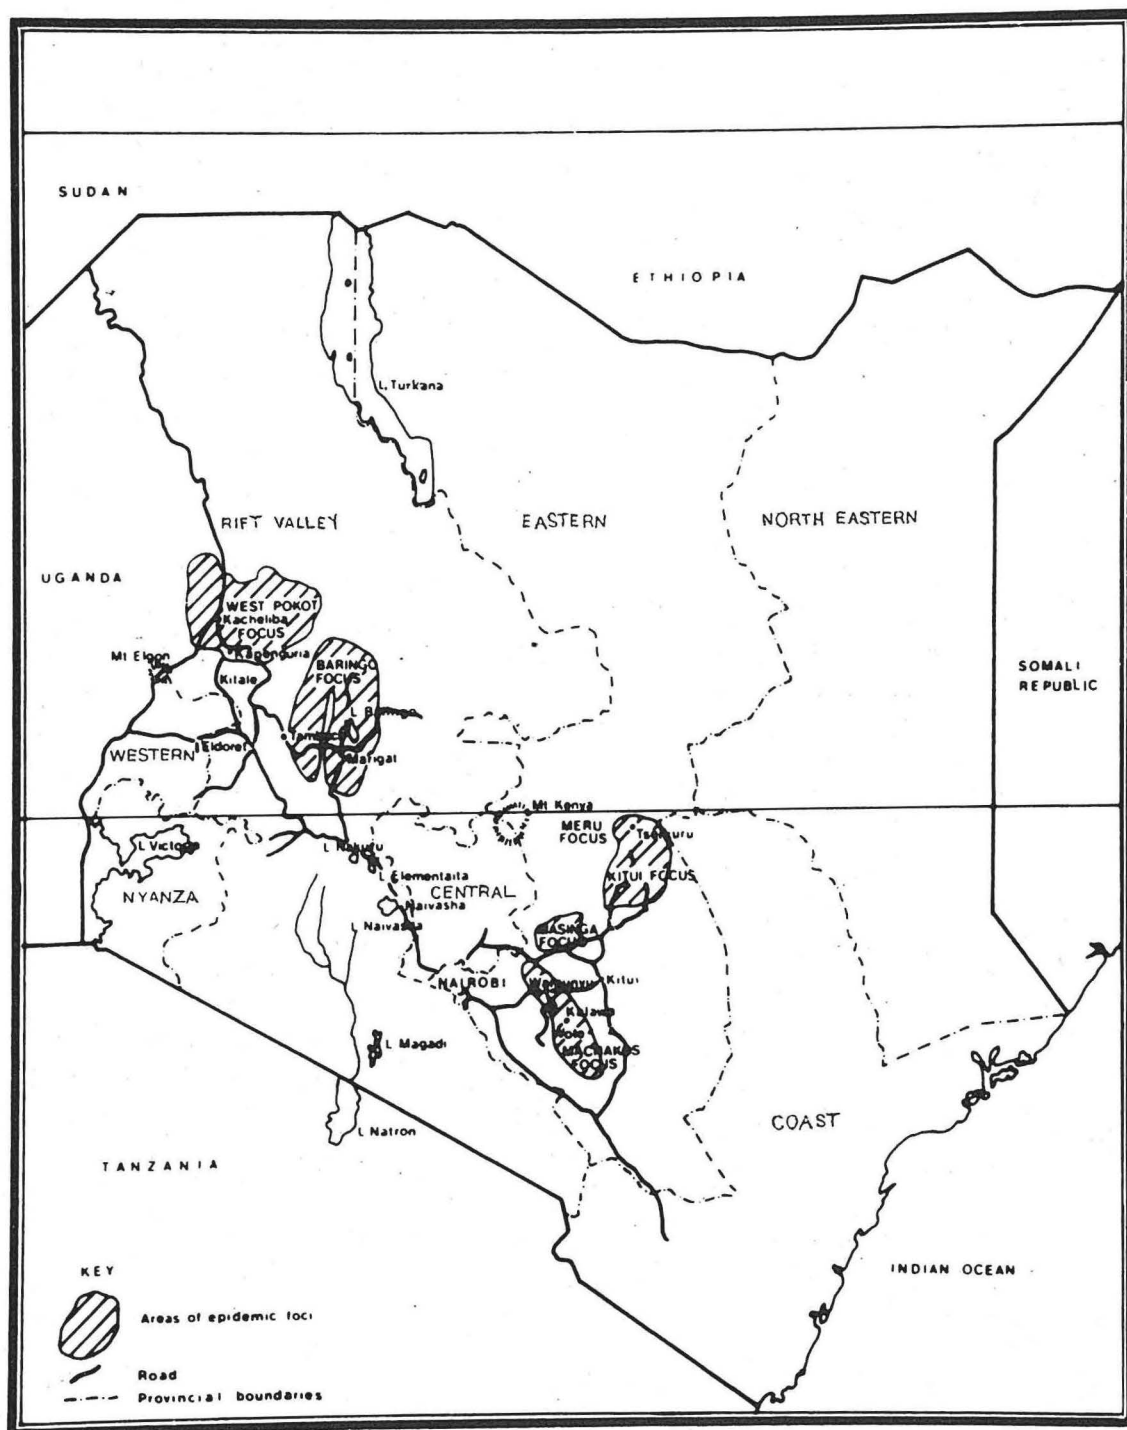 SUDAN
ETHIOPIA
L. Turkana
RIFT VALLEY
EASTERN
NORTH EASTERN
UGANDA
WEST POKOT
Kacheliba
FOCUS
Kapenguria
Mt Elgon
BARINGO
FOCUS
Kitale
SOMALI
REPUBLIC
L Baringo
Eldoret
WESTERN
Marigat
Mt Kenya
MERU
FOCUS
L Victoria
L Nakuru
KITUI FOCUS
L Elementaita
CENTRAL
NYANZA
Naivasha
L Naivasha
MASINGA
FOCUS
NAIROBI
Kitui
Kalawa
L Magadi
MACHAKOS
FOCUS
COAST
L Natron
TANZANIA
INDIAN OCEAN
KEY
Areas of epidemic foci
Road
Provincial boundaries